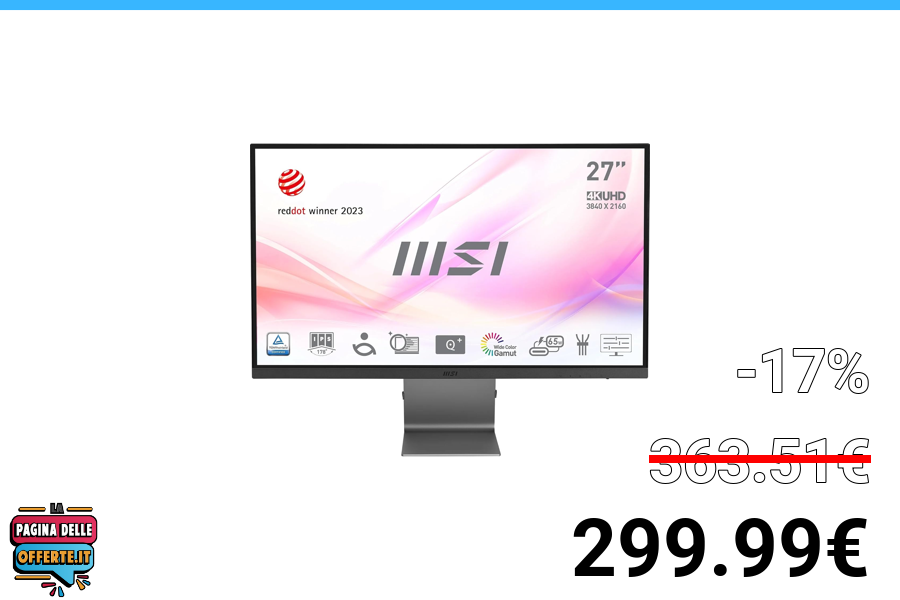 27”
4K UHD
3840 X 2160
reddot winner 2023
msi
178°
Q+
Wide Color
Gamut
65W
msi
-17%
363.51€
299.99€
LA
PAGINA DELLE
OFFERTE.IT